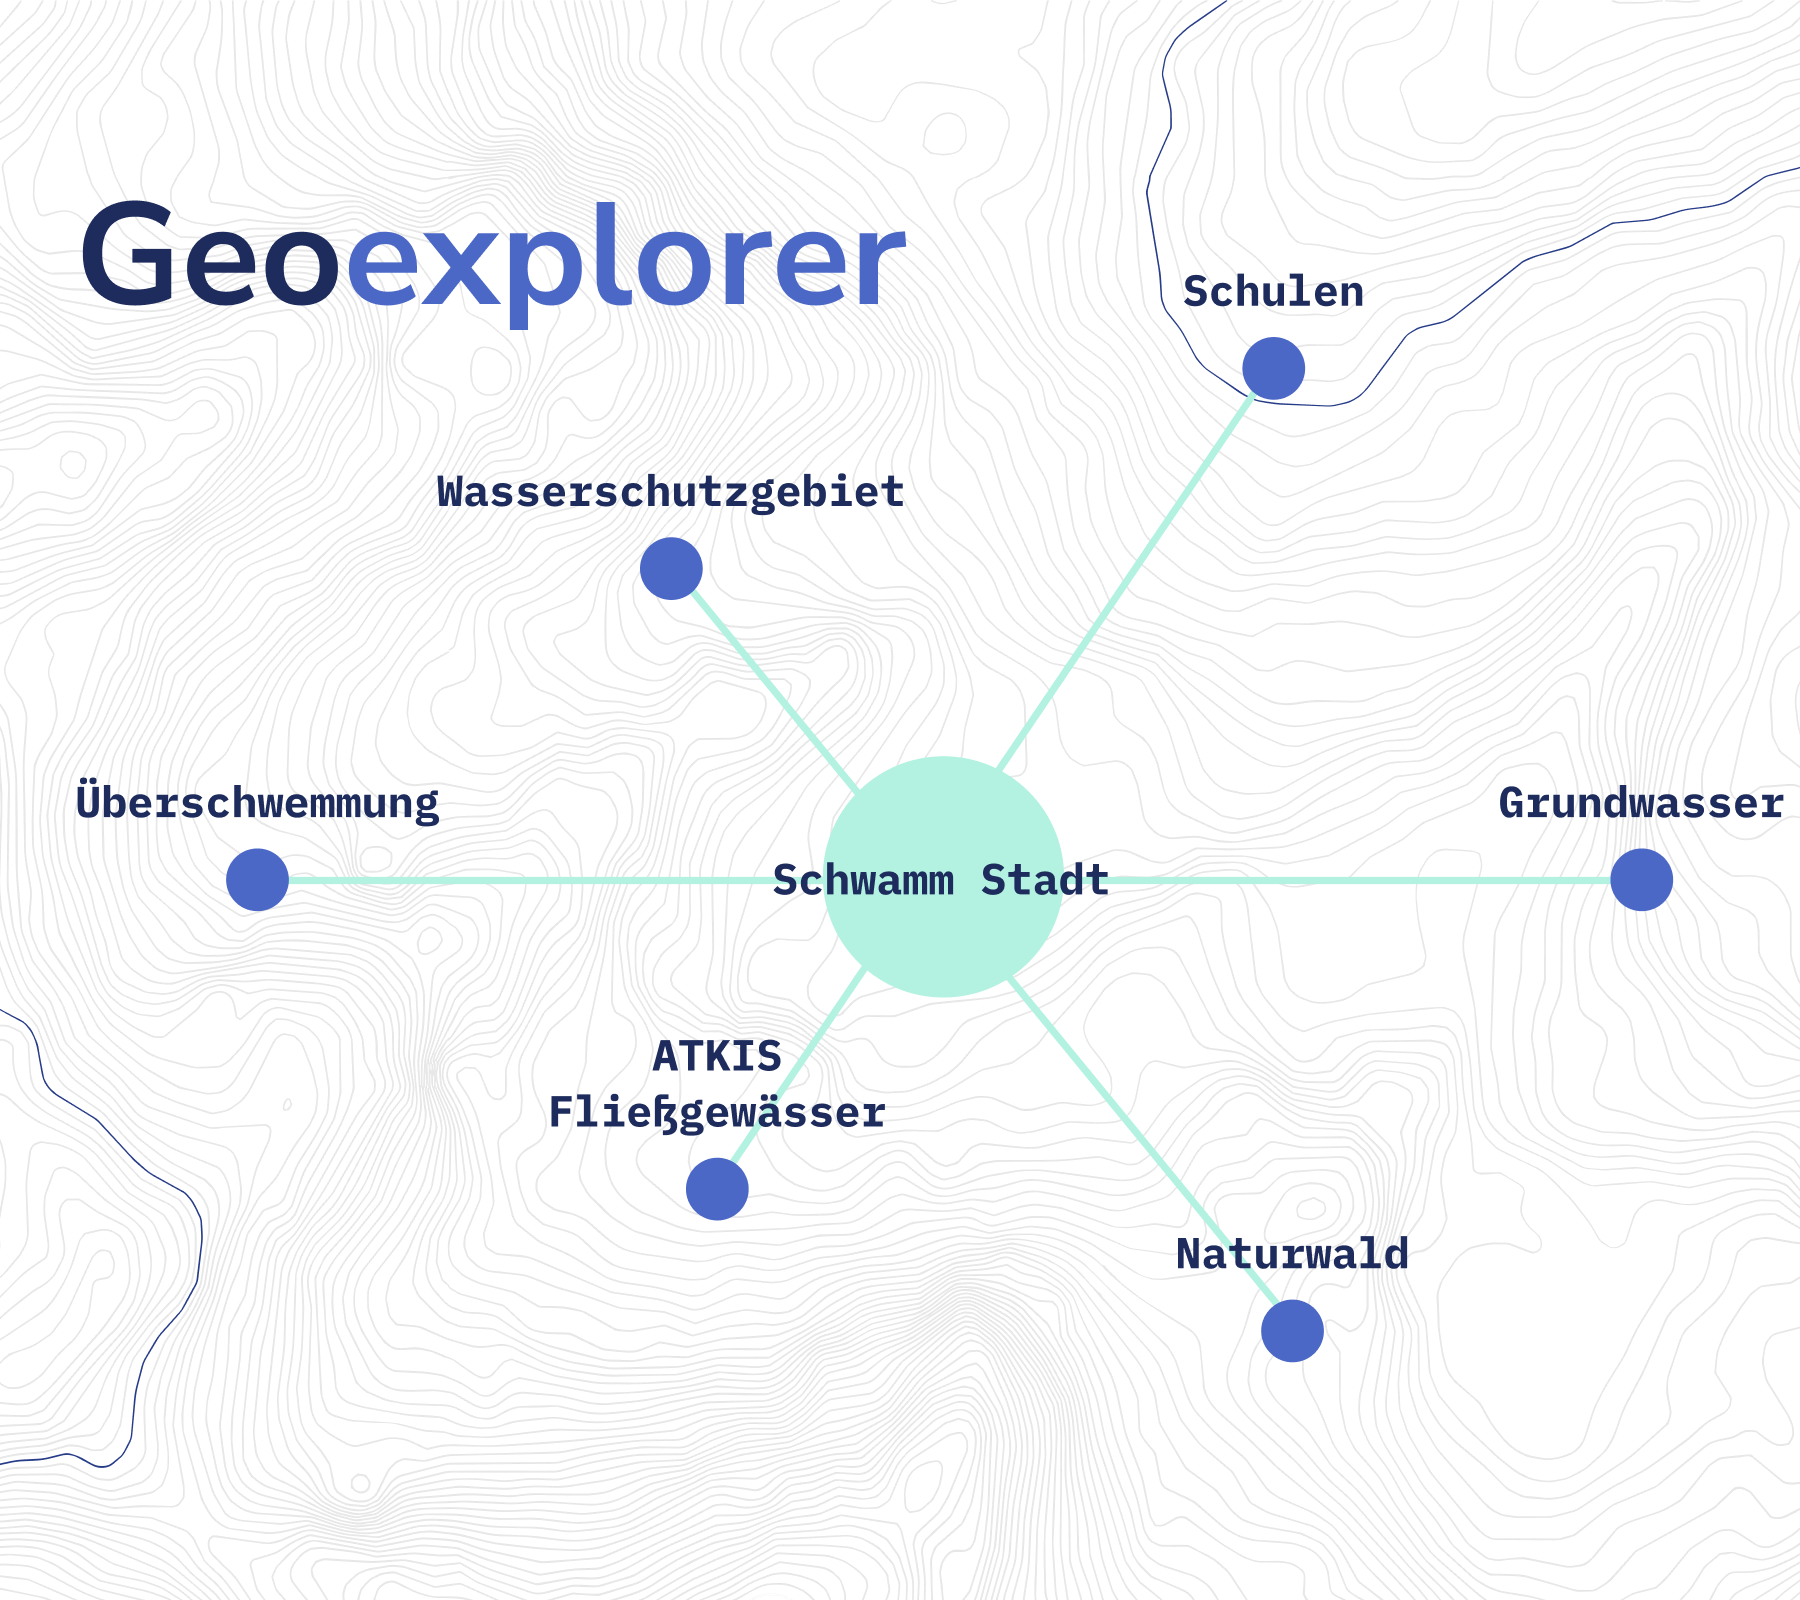 Geoexplorer
Schulen
Wasserschutzgebiet
Überschwemmung
Grundwasser
Schwamm Stadt
ATKIS
Fließgewässer
Naturwald